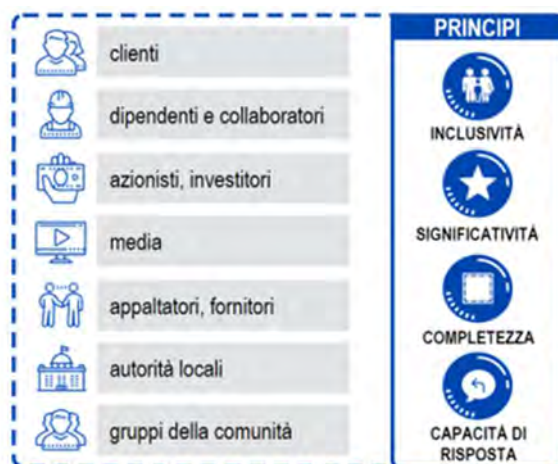 clienti
dipendenti e collaboratori
azionisti, investitori
media
appaltatori, fornitori
autorità locali
gruppi della comunità
PRINCIPI
INCLUSIVITÀ
SIGNIFICATIVITÀ
COMPLETEZZA
CAPACITÀ DI
RISPOSTA